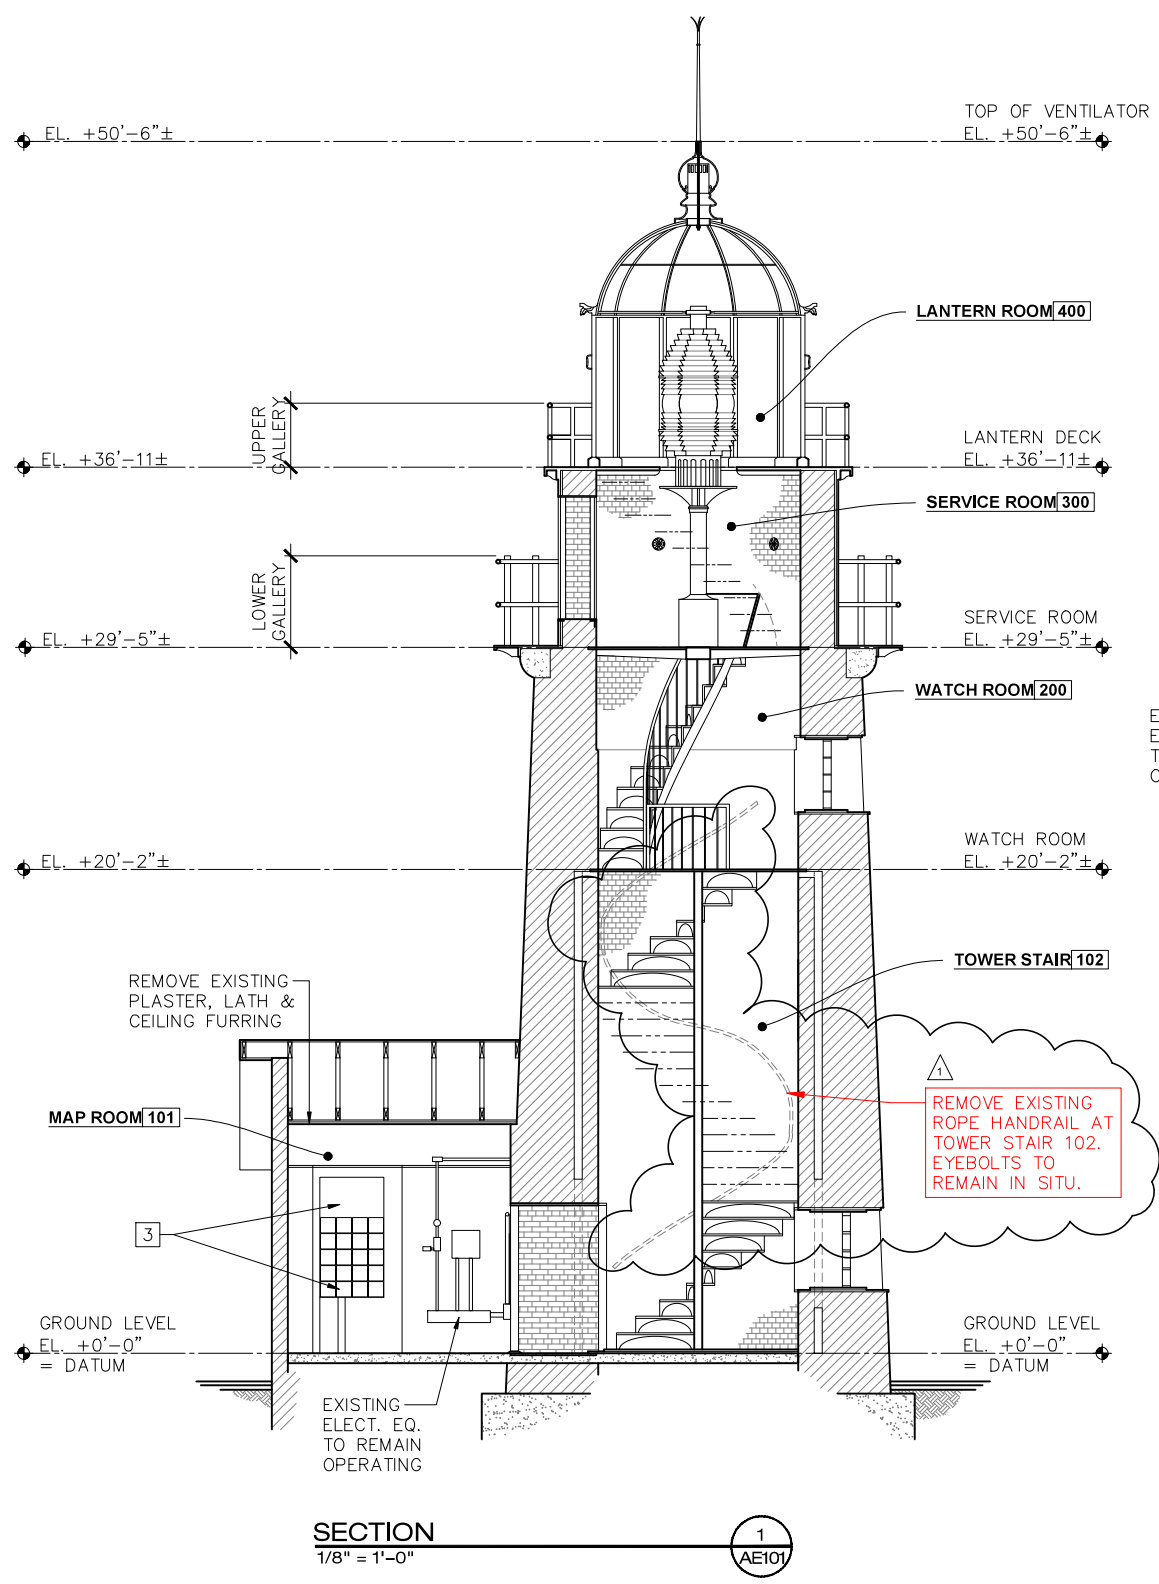 TOP OF VENTILATOR
EL. +50'-6"±
EL. +50'-6"±
LANTERN ROOM 400
UPPER
GALLERY
LANTERN DECK
EL. +36'-11±
EL. +36'-11±
SERVICE ROOM 300
LOWER
GALLERY
SERVICE ROOM
EL. +29'-5"±
EL. +29'-5"±
WATCH ROOM 200
E
E
T
O
WATCH ROOM
EL. +20'-2"±
EL. +20'-2"±
TOWER STAIR 102
REMOVE EXISTING
PLASTER, LATH &
CEILING FURRING
1
REMOVE EXISTING
ROPE HANDRAIL AT
TOWER STAIR 102.
EYEBOLTS TO
REMAIN IN SITU.
MAP ROOM 101
3
GROUND LEVEL
EL. +0'-0"
= DATUM
GROUND LEVEL
EL. +0'-0"
= DATUM
EXISTING
ELECT. EQ.
TO REMAIN
OPERATING
SECTION
1/8" = 1'-0"
1
AE101